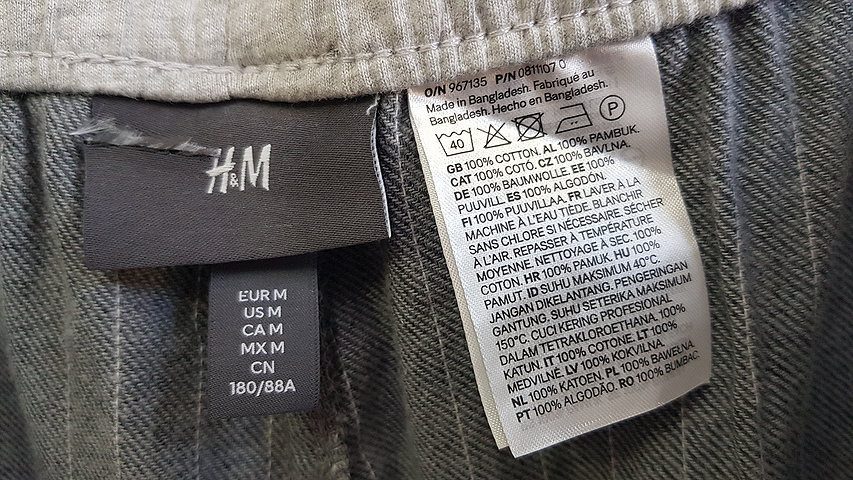 H&M
EUR M
US M
CA M
MX M
CN
180/88A
O/N 967135 P/N 0811107 0
Made in Bangladesh. Fabriqué au
Bangladesh. Hecho en Bangladesh.
40 P
GB 100% COTTON. AL 100% PAMBUK.
CAT 100% COTÓ. CZ 100% BAVLNA.
DE 100% BAUMWOLLE. EE 100%
PUUVILL. ES 100% ALGODÓN.
FI 100% PUUVILLAA. FR LAVER À LA
MACHINE À L'EAU TIÈDE. BLANCHIR
SANS CHLORE SI NÉCESSAIRE. SÉCHER
À L'AIR. REPASSER À TEMPÉRATURE
MOYENNE. NETTOYAGE À SEC. 100%
COTON. HR 100% PAMUK. HU 100%
PAMUT. ID SUHU MAKSIMUM 40°C.
JANGAN DIKELANTANG. PENGERINGAN
GANTUNG. SUHU SETERIKA MAKSIMUM
150°C. CUCI KERING PROFESIONAL
DALAM TETRAKLOROETHANA. 100%
KATUN. IT 100% COTONE. LT 100%
MEDVILNĖ. LV 100% KOKVILNA.
NL 100% KATOEN. PL 100% BAWEŁNA.
PT 100% ALGODÃO. RO 100% BUMBAC.